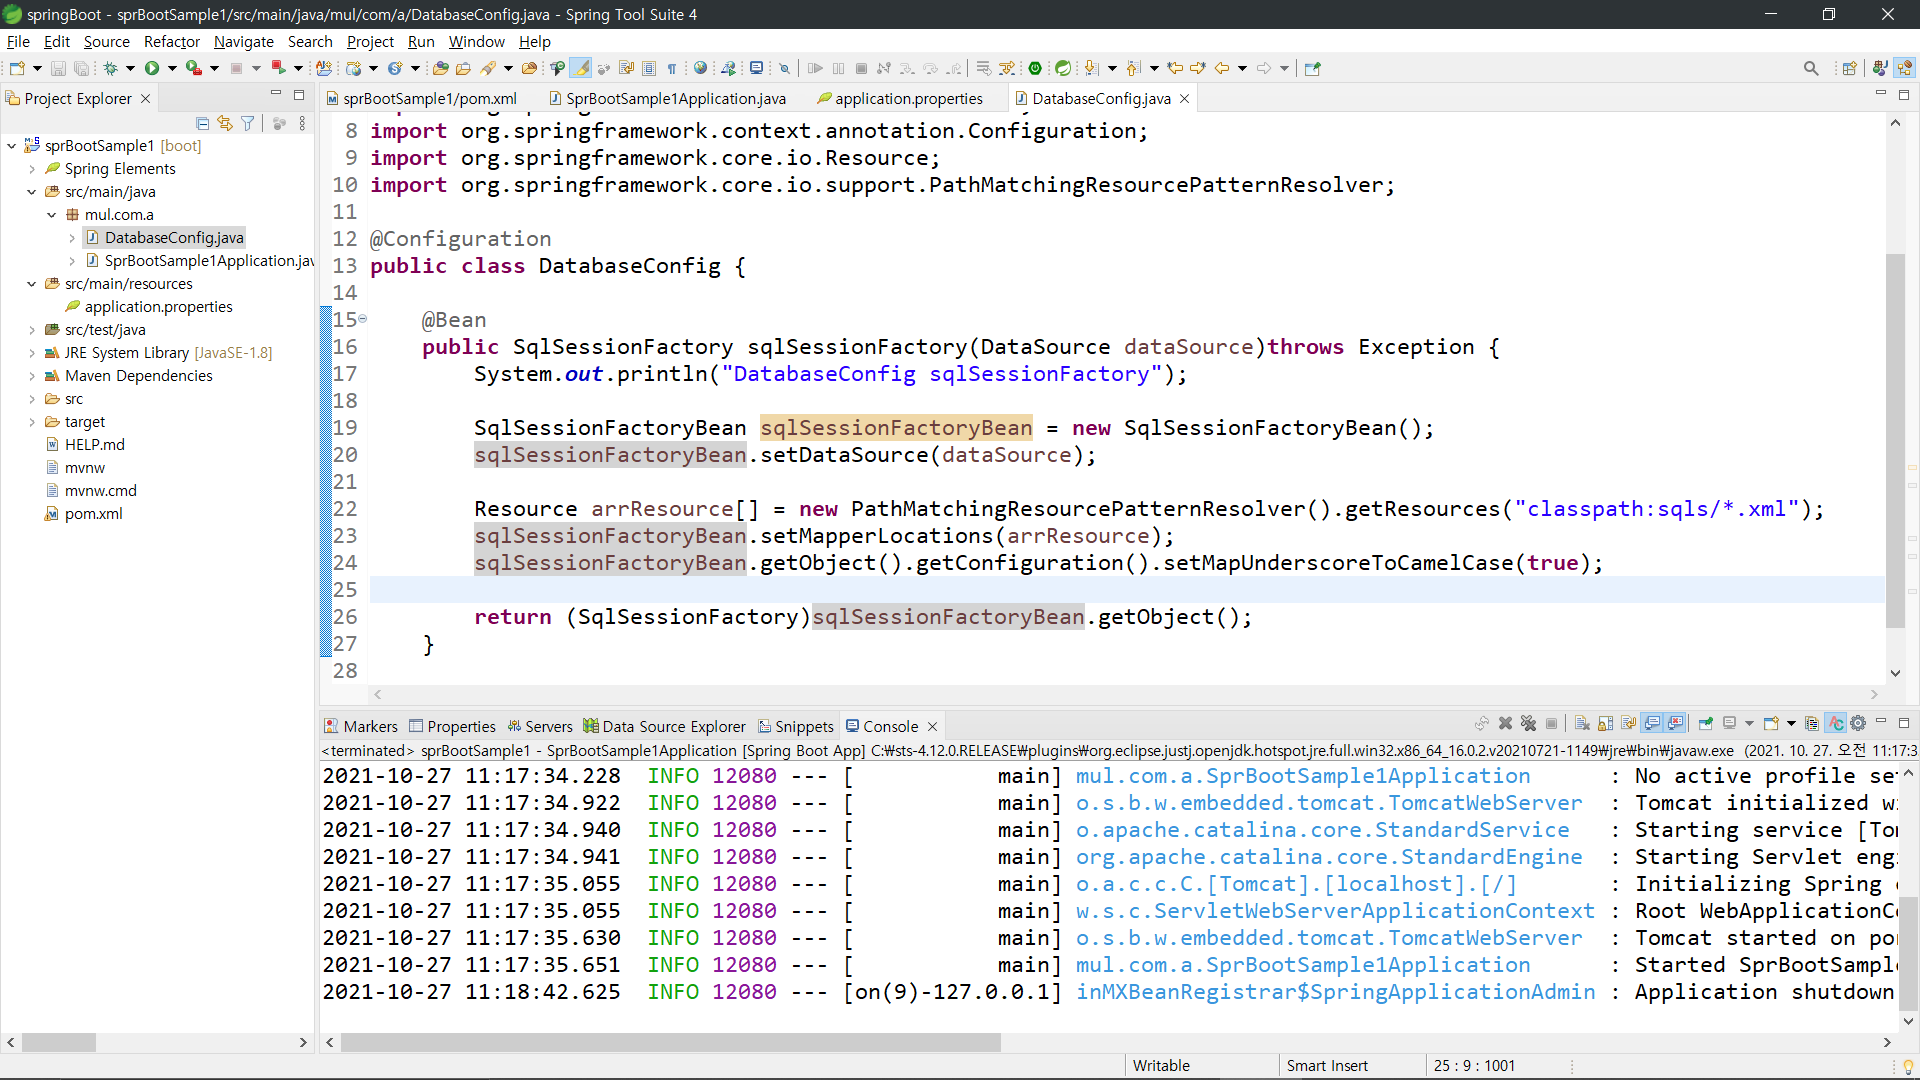 springBoot - sprBootSample1/src/main/java/mul/com/a/DatabaseConfig.java - Spring Tool Suite 4
File Edit Source Refactor Navigate Search Project Run Window Help
Project Explorer
sprBootSample1 [boot]
Spring Elements
src/main/java
mul.com.a
DatabaseConfig.java
SprBootSample1Application.jav
src/main/resources
application.properties
src/test/java
JRE System Library [JavaSE-1.8]
Maven Dependencies
src
target
HELP.md
mvnw
mvnw.cmd
pom.xml
sprBootSample1/pom.xml SprBootSample1Application.java application.properties DatabaseConfig.java
8 import org.springframework.context.annotation.Configuration;
9 import org.springframework.core.io.Resource;
10 import org.springframework.core.io.support.PathMatchingResourcePatternResolver;
11
12 @Configuration
13 public class DatabaseConfig {
14
15 @Bean
16 public SqlSessionFactory sqlSessionFactory(DataSource dataSource)throws Exception {
17 System.out.println("DatabaseConfig sqlSessionFactory");
18
19 SqlSessionFactoryBean sqlSessionFactoryBean = new SqlSessionFactoryBean();
20 sqlSessionFactoryBean.setDataSource(dataSource);
21
22 Resource arrResource[] = new PathMatchingResourcePatternResolver().getResources("classpath:sqls/*.xml");
23 sqlSessionFactoryBean.setMapperLocations(arrResource);
24 sqlSessionFactoryBean.getObject().getConfiguration().setMapUnderscoreToCamelCase(true);
25
26 return (SqlSessionFactory)sqlSessionFactoryBean.getObject();
27 }
28
Markers Properties Servers Data Source Explorer Snippets Console
<terminated> sprBootSample1 - SprBootSample1Application [Spring Boot App] C:₩sts-4.12.0.RELEASE₩plugins₩org.eclipse.justj.openjdk.hotspot.jre.full.win32.x86_64_16.0.2.v20210721-1149₩jre₩bin₩javaw.exe (2021. 10. 27. 오전 11:17:3
2021-10-27 11:17:34.228 INFO 12080 --- [ main] mul.com.a.SprBootSample1Application : No active profile se
2021-10-27 11:17:34.922 INFO 12080 --- [ main] o.s.b.w.embedded.tomcat.TomcatWebServer : Tomcat initialized w
2021-10-27 11:17:34.940 INFO 12080 --- [ main] o.apache.catalina.core.StandardService : Starting service [To
2021-10-27 11:17:34.941 INFO 12080 --- [ main] org.apache.catalina.core.StandardEngine : Starting Servlet eng
2021-10-27 11:17:35.055 INFO 12080 --- [ main] o.a.c.c.C.[Tomcat].[localhost].[/] : Initializing Spring
2021-10-27 11:17:35.055 INFO 12080 --- [ main] w.s.c.ServletWebServerApplicationContext : Root WebApplicationC
2021-10-27 11:17:35.630 INFO 12080 --- [ main] o.s.b.w.embedded.tomcat.TomcatWebServer : Tomcat started on po
2021-10-27 11:17:35.651 INFO 12080 --- [ main] mul.com.a.SprBootSample1Application : Started SprBootSampl
2021-10-27 11:18:42.625 INFO 12080 --- [on(9)-127.0.0.1] inMXBeanRegistrar$SpringApplicationAdmin : Application shutdown
Writable Smart Insert 25 : 9 : 1001